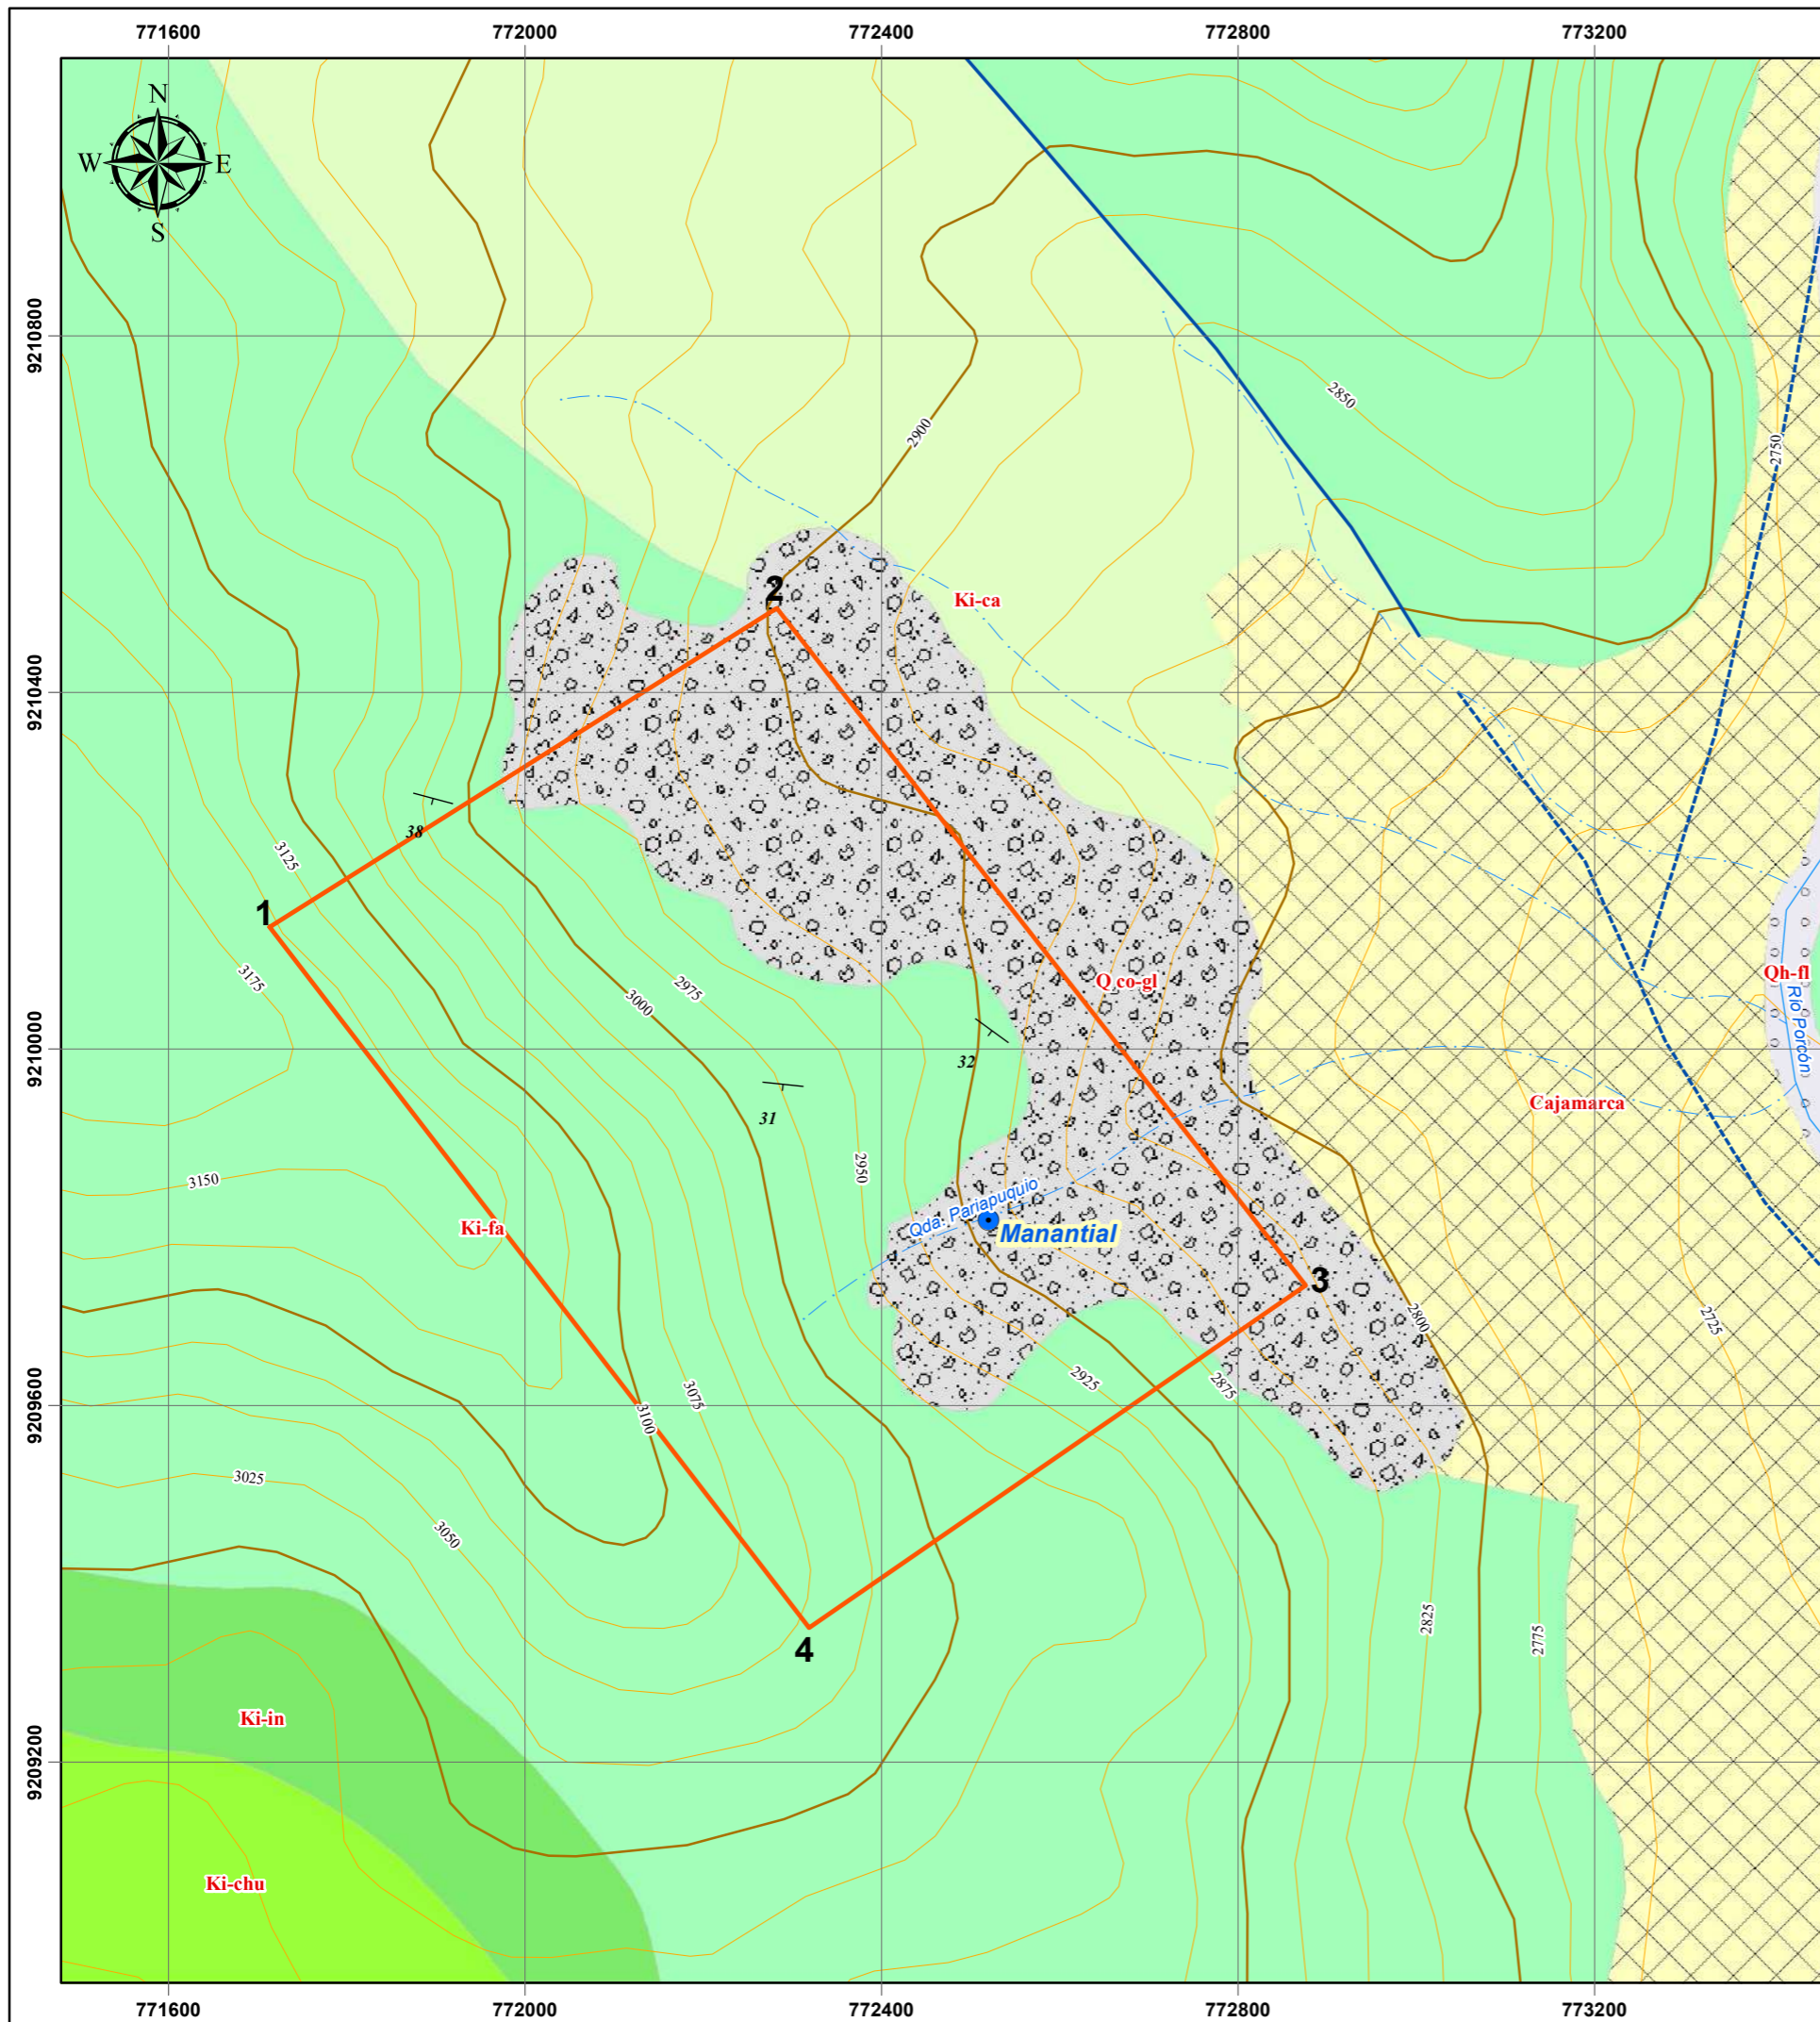 771600 772000 772400 772800 773200
N
W E
S
9210800
2850
2900
2750
2
Ki-ca
9210400
38
3125
1
3175
2975
3000
Q co-gl
Qh-fl
Río Porcón
9210000
32
31
L
Cajamarca
2950
3150
Qda. Pariapuquio
Ki-fa
Manantial
3
2800
2725
2925
2875
3075
3100
9209600
3025
3050
2825
2775
4
Ki-in
9209200
Ki-chu
771600 772000 772400 772800 773200